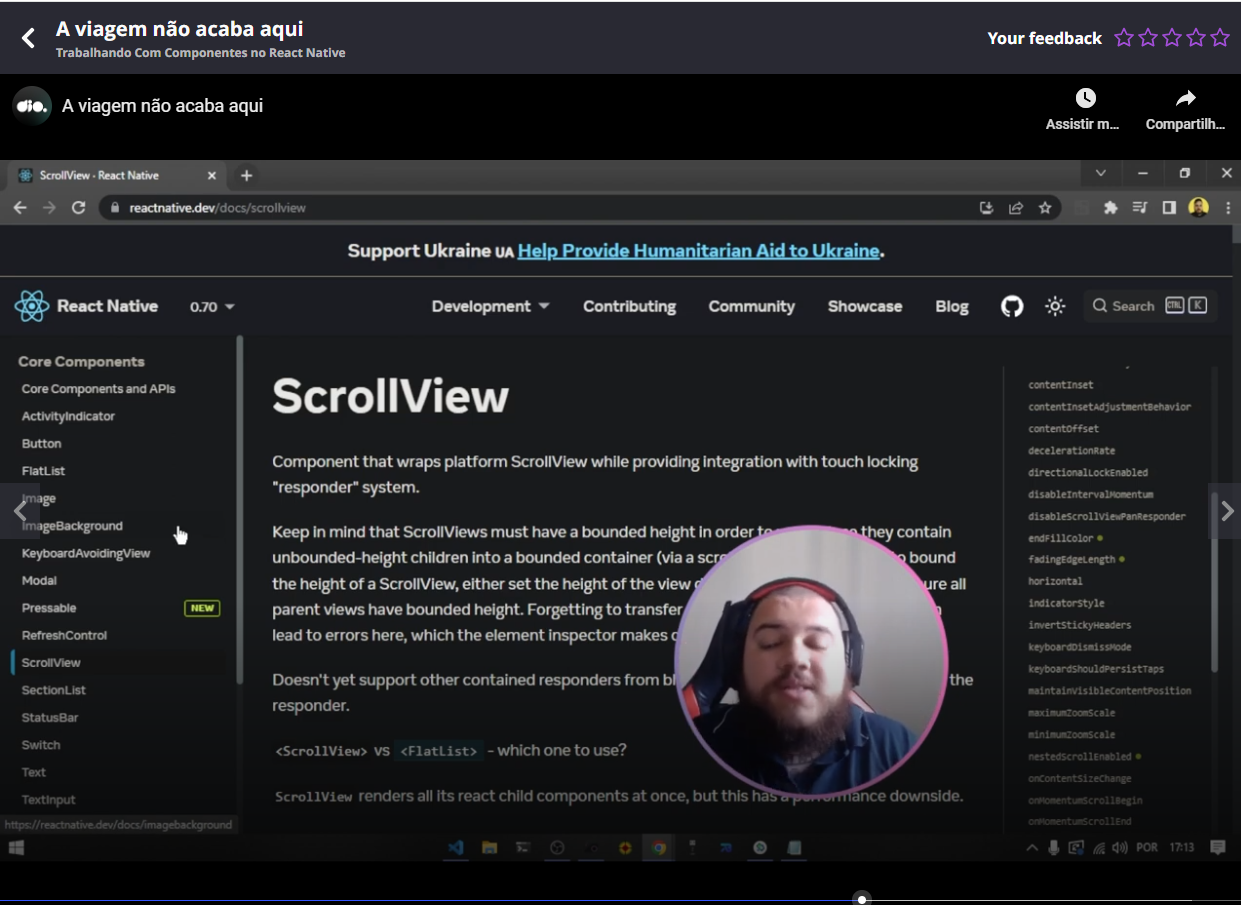 A viagem não acaba aqui
Trabalhando Com Componentes no React Native
Your feedback
dio.
A viagem não acaba aqui
Assistir m...
Compartilh...
ScrollView · React Native
reactnative.dev/docs/scrollview
Support Ukraine UA Help Provide Humanitarian Aid to Ukraine.
React Native
0.70
Development
Contributing
Community
Showcase
Blog
Search
CTRL K
Core Components
Core Components and APIs
ActivityIndicator
Button
FlatList
Image
ImageBackground
KeyboardAvoidingView
Modal
Pressable NEW
RefreshControl
ScrollView
SectionList
StatusBar
Switch
Text
TextInput
https://reactnative.dev/docs/imagebackground
ScrollView
Component that wraps platform ScrollView while providing integration with touch locking
"responder" system.
Keep in mind that ScrollViews must have a bounded height in order to they contain
unbounded-height children into a bounded container (via a bound
the height of a ScrollView, either set the height of the view all
parent views have bounded height. Forgetting to transfer
lead to errors here, which the element inspector makes
Doesn't yet support other contained responders from the
responder.
<ScrollView> vs <FlatList> - which one to use?
ScrollView renders all its react child components at once, but this has a performance downside.
contentInset
contentInsetAdjustmentBehavior
contentOffset
decelerationRate
directionalLockEnabled
disableIntervalMomentum
disableScrollViewPanResponder
endFillColor
fadingEdgeLength
horizontal
indicatorStyle
invertStickyHeaders
keyboardDismissMode
keyboardShouldPersistTaps
maintainVisibleContentPosition
maximumZoomScale
minimumZoomScale
nestedScrollEnabled
onContentSizeChange
onMomentumScrollBegin
onMomentumScrollEnd
POR 17:13